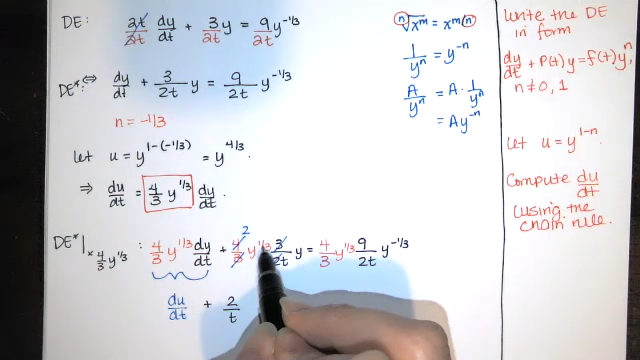 DE: 2t/2t dy/dt + 3y/2t = 9/2t y^-1/3
DE*: ⇔ dy/dt + 3/2t y = 9/2t y^-1/3
n = -1/3
let u = y^1-(-1/3) = y^4/3.
⇒ du/dt = 4/3 y^1/3 dy/dt.
DE*| × 4/3 y^1/3 : 4/3 y^1/3 dy/dt + 4/3 2 y^1/3 3/2t y = 4/3 y^1/3 9/2t y^-1/3
du/dt + 2/t
ⁿ√x^m = x^m/n
1/y^n = y^-n
A/y^n = A · 1/y^n
= Ay^-n
Write the DE
in form
dy/dt + P(t)y = f(t)y^n,
n ≠ 0, 1
let u = y^1-n
Compute du/dt
(using the
chain rule.